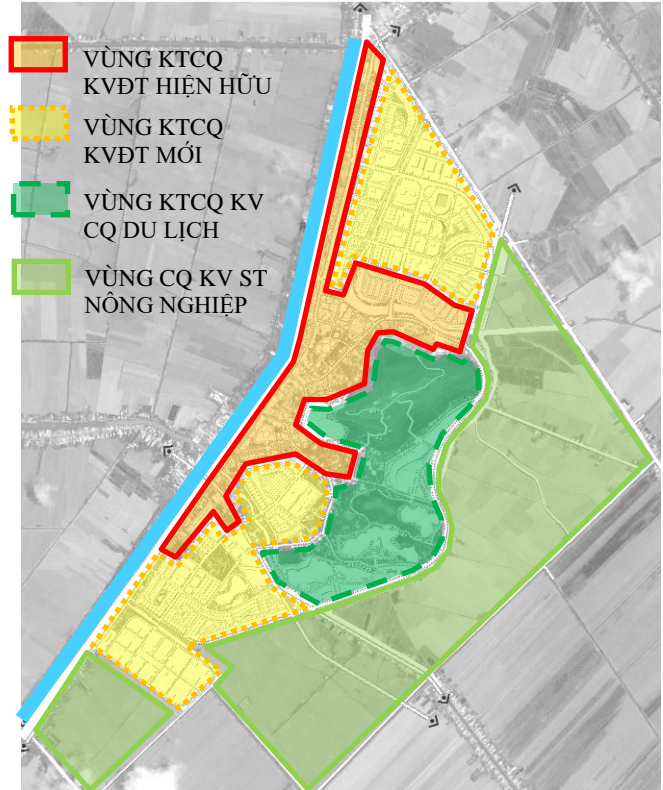 VÙNG KTCQ
KVĐT HIỆN HỮU
VÙNG KTCQ
KVĐT MỚI
VÙNG KTCQ KV
CQ DU LỊCH
VÙNG CQ KV ST
NÔNG NGHIỆP